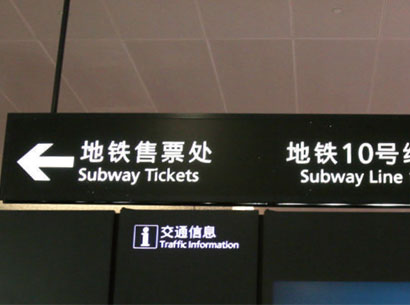 地铁售票处
Subway Tickets
地铁10号
Subway Line
i 交通信息
Traffic Information